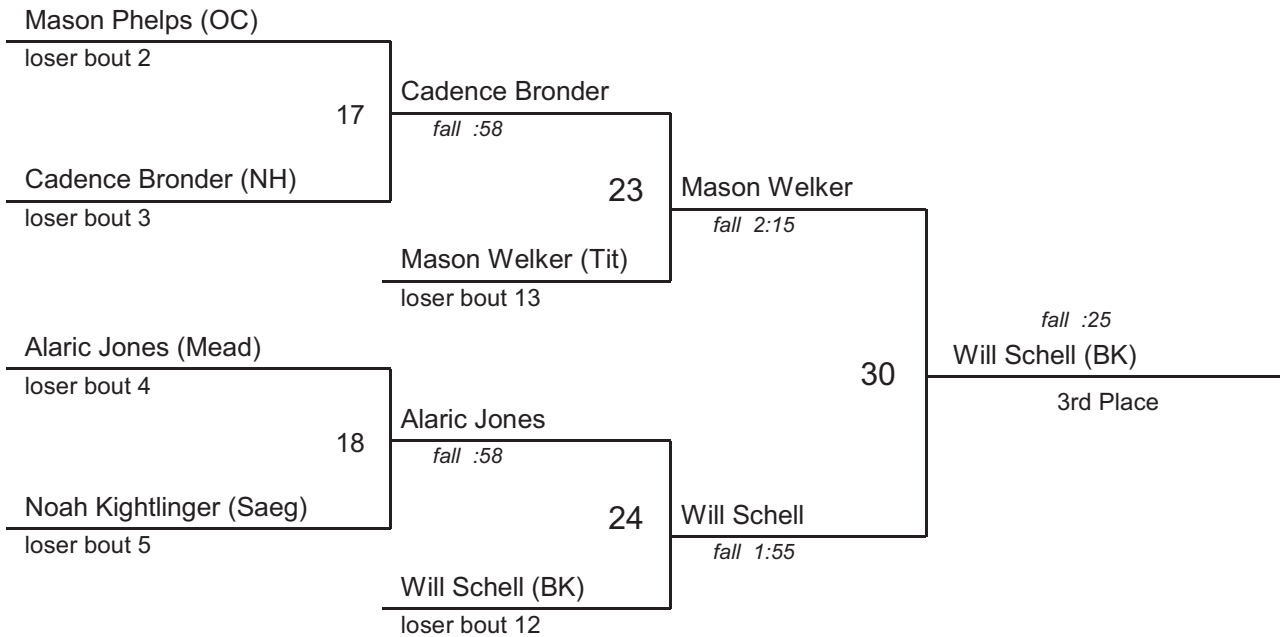 Mason Phelps (OC)
loser bout 2
17
Cadence Bronder (NH)
loser bout 3
Cadence Bronder
fall :58
23
Mason Welker (Tit)
loser bout 13
Mason Welker
fall 2:15
Alaric Jones (Mead)
loser bout 4
18
Noah Kightlinger (Saeg)
loser bout 5
Alaric Jones
fall :58
24
Will Schell (BK)
loser bout 12
Will Schell
fall 1:55
30
fall :25
Will Schell (BK)
3rd Place